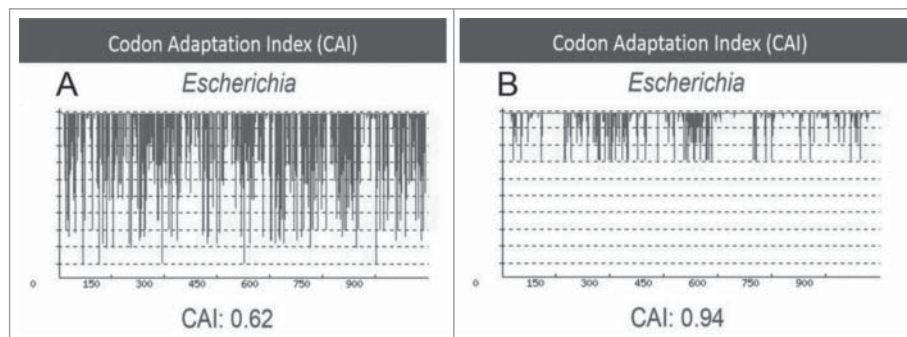 Codon Adaptation Index (CAI)
A
Escherichia
0 150 300 450 600 750 900
CAI: 0.62
Codon Adaptation Index (CAI)
B
Escherichia
0 150 300 450 600 750 900
CAI: 0.94